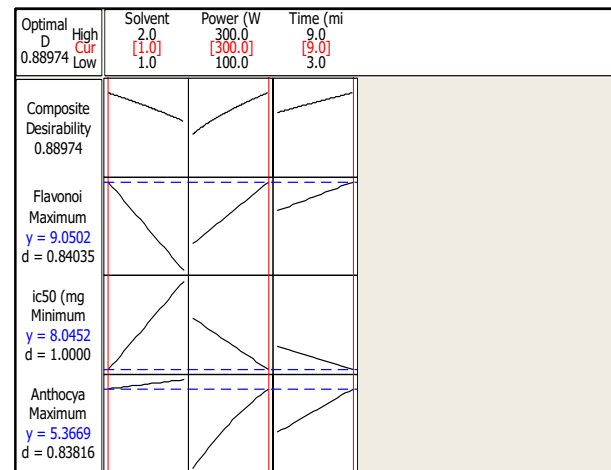 Optimal
D
0.88974
High
Cur
Low
Solvent
2.0
[1.0]
1.0
Power (W
300.0
[300.0]
100.0
Time (mi
9.0
[9.0]
3.0
Composite
Desirability
0.88974
Flavonoi
Maximum
y = 9.0502
d = 0.84035
ic50 (mg
Minimum
y = 8.0452
d = 1.0000
Anthocya
Maximum
y = 5.3669
d = 0.83816